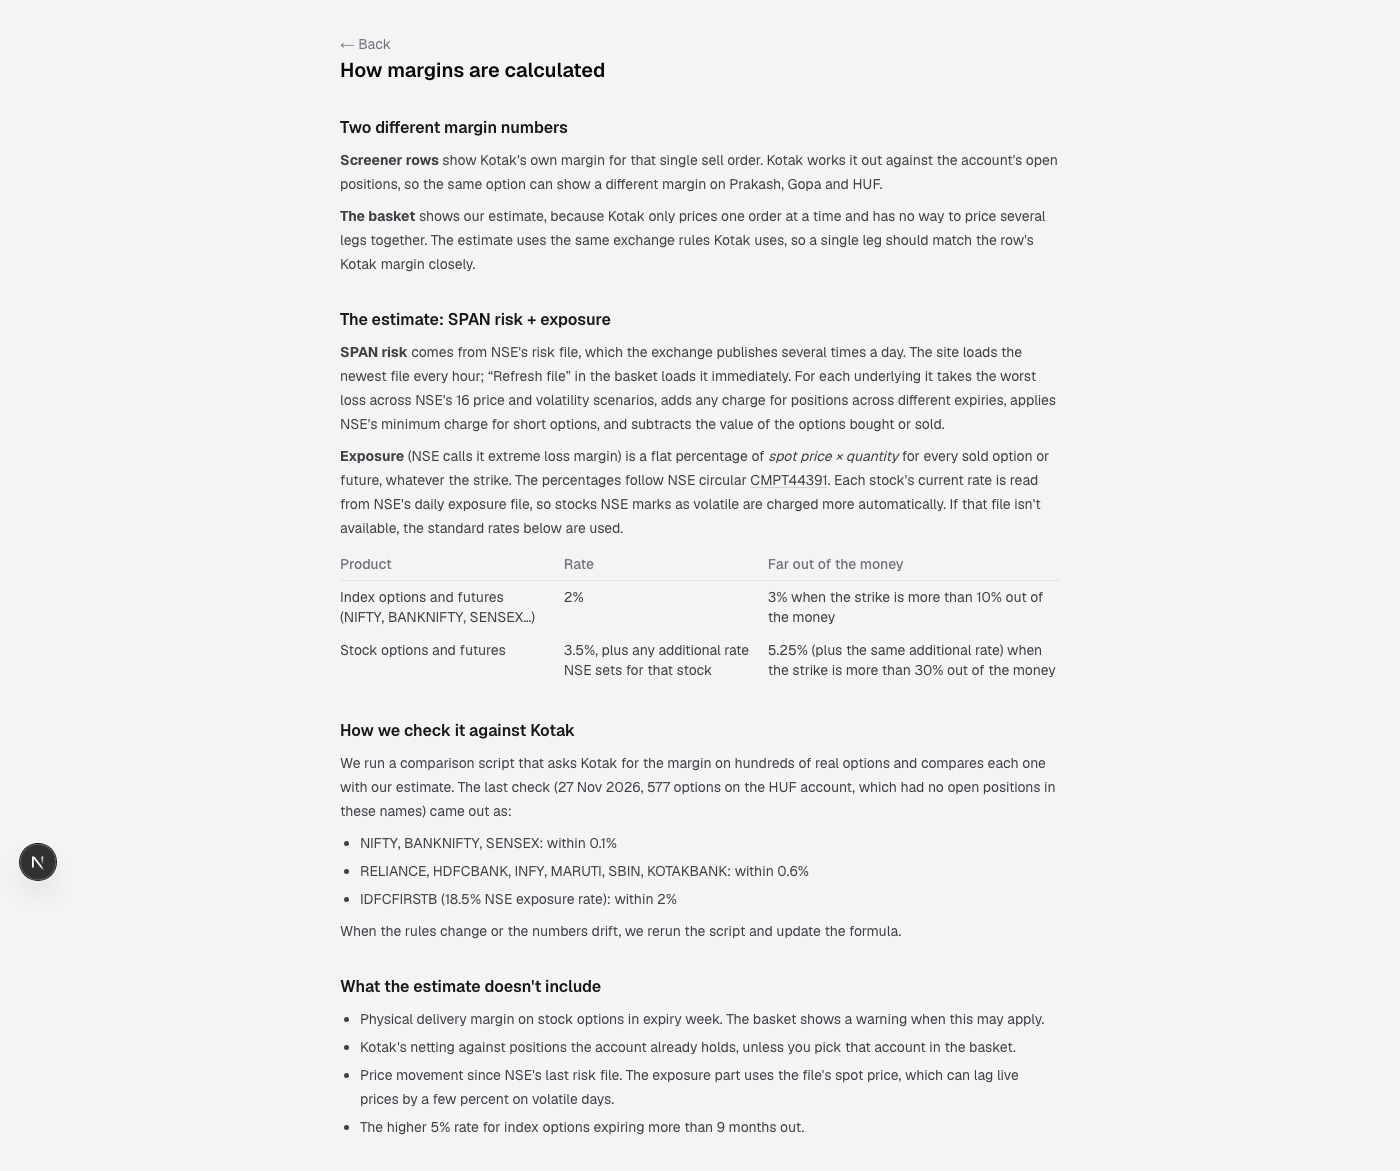 ← Back
How margins are calculated
Two different margin numbers
Screener rows show Kotak's own margin for that single sell order. Kotak works it out against the account's open
positions, so the same option can show a different margin on Prakash, Gopa and HUF.
The basket shows our estimate, because Kotak only prices one order at a time and has no way to price several
legs together. The estimate uses the same exchange rules Kotak uses, so a single leg should match the row's
Kotak margin closely.
The estimate: SPAN risk + exposure
SPAN risk comes from NSE's risk file, which the exchange publishes several times a day. The site loads the
newest file every hour; “Refresh file” in the basket loads it immediately. For each underlying it takes the worst
loss across NSE's 16 price and volatility scenarios, adds any charge for positions across different expiries, applies
NSE's minimum charge for short options, and subtracts the value of the options bought or sold.
Exposure (NSE calls it extreme loss margin) is a flat percentage of spot price × quantity for every sold option or
future, whatever the strike. The percentages follow NSE circular CMPT44391. Each stock's current rate is read
from NSE's daily exposure file, so stocks NSE marks as volatile are charged more automatically. If that file isn't
available, the standard rates below are used.
Product Rate Far out of the money
Index options and futures 2% 3% when the strike is more than 10% out of
(NIFTY, BANKNIFTY, SENSEX…) the money
Stock options and futures 3.5%, plus any additional rate 5.25% (plus the same additional rate) when
NSE sets for that stock the strike is more than 30% out of the money
How we check it against Kotak
We run a comparison script that asks Kotak for the margin on hundreds of real options and compares each one
with our estimate. The last check (27 Nov 2026, 577 options on the HUF account, which had no open positions in
these names) came out as:
• NIFTY, BANKNIFTY, SENSEX: within 0.1%
• RELIANCE, HDFCBANK, INFY, MARUTI, SBIN, KOTAKBANK: within 0.6%
• IDFCFIRSTB (18.5% NSE exposure rate): within 2%
When the rules change or the numbers drift, we rerun the script and update the formula.
What the estimate doesn't include
• Physical delivery margin on stock options in expiry week. The basket shows a warning when this may apply.
• Kotak's netting against positions the account already holds, unless you pick that account in the basket.
• Price movement since NSE's last risk file. The exposure part uses the file's spot price, which can lag live
prices by a few percent on volatile days.
• The higher 5% rate for index options expiring more than 9 months out.
N